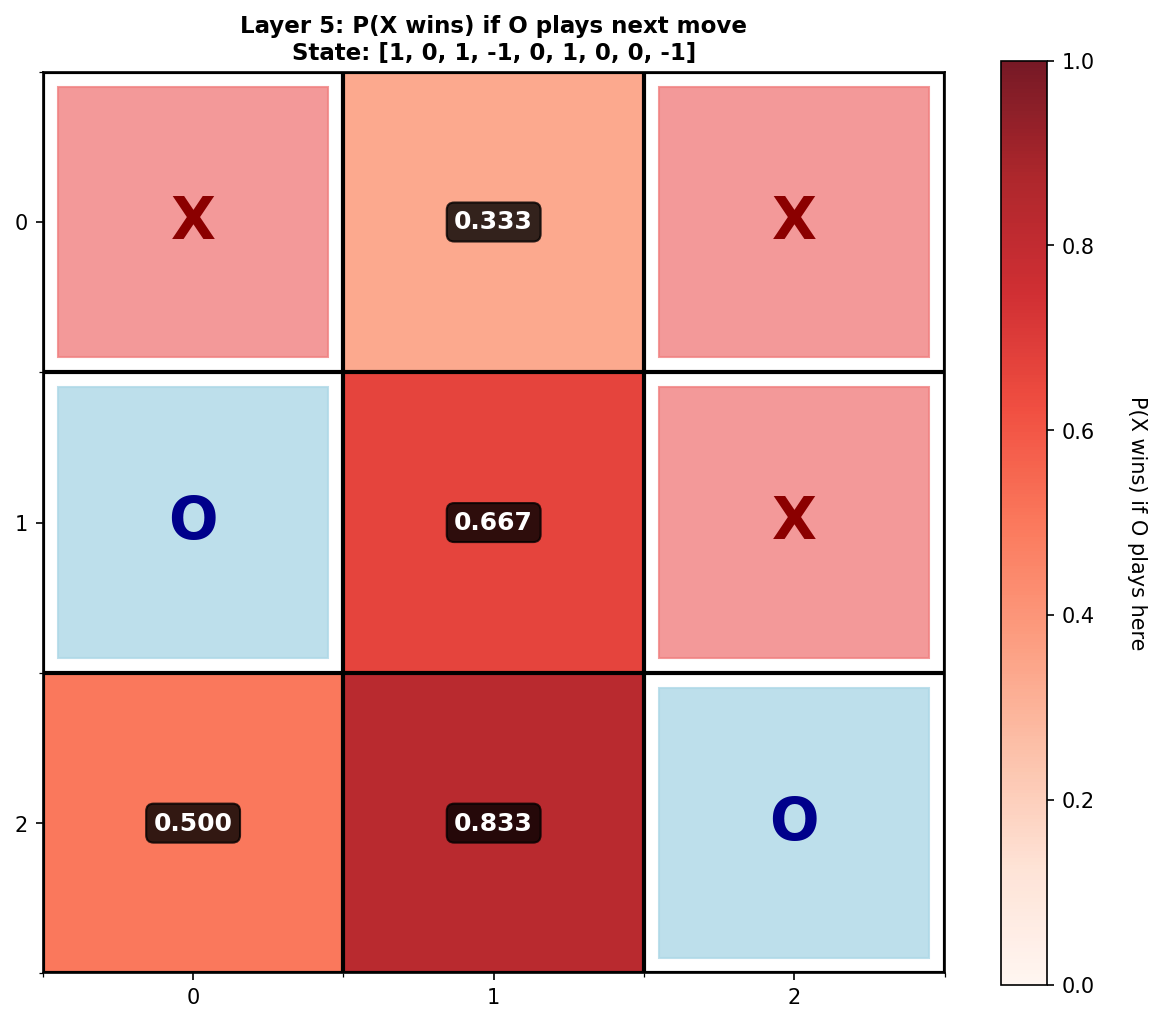 Layer 5: P(X wins) if O plays next move
State: [1, 0, 1, -1, 0, 1, 0, 0, -1]
0
X
0.333
X
1
O
0.667
X
2
0.500
0.833
O
0
1
2
1.0
0.8
0.6
0.4
0.2
0.0
P(X wins) if O plays here